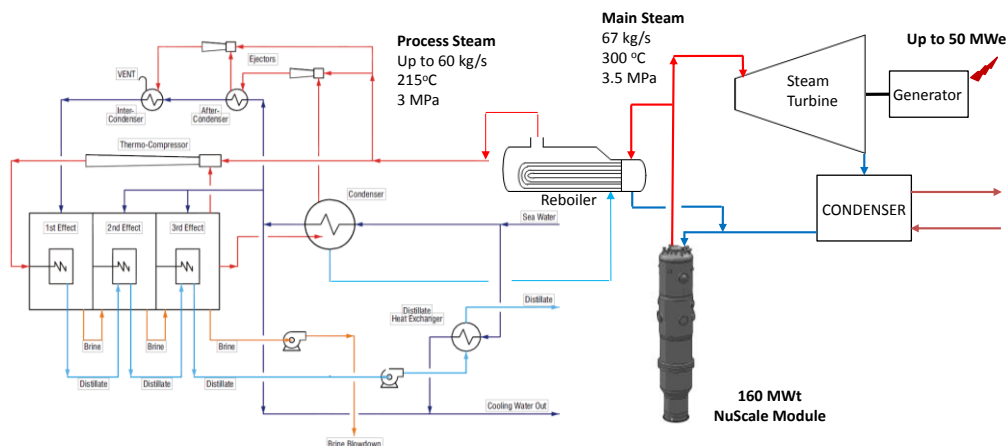 Process Steam
Up to 60 kg/s
215°C
3 MPa
Main Steam
67 kg/s
300 °C
3.5 MPa
Up to 50 MWe
Steam
Turbine
Generator
CONDENSER
Reboiler
160 MWt
NuScale Module
Ejectors
VENT
Inter-
Condenser
After-
Condenser
Thermo-Compressor
Condenser
Sea Water
1st Effect
2nd Effect
3rd Effect
Distillate
Heat Exchanger
Distillate
Brine
Brine
Brine
Distillate
Distillate
Distillate
Cooling Water Out
Brine Blowdown